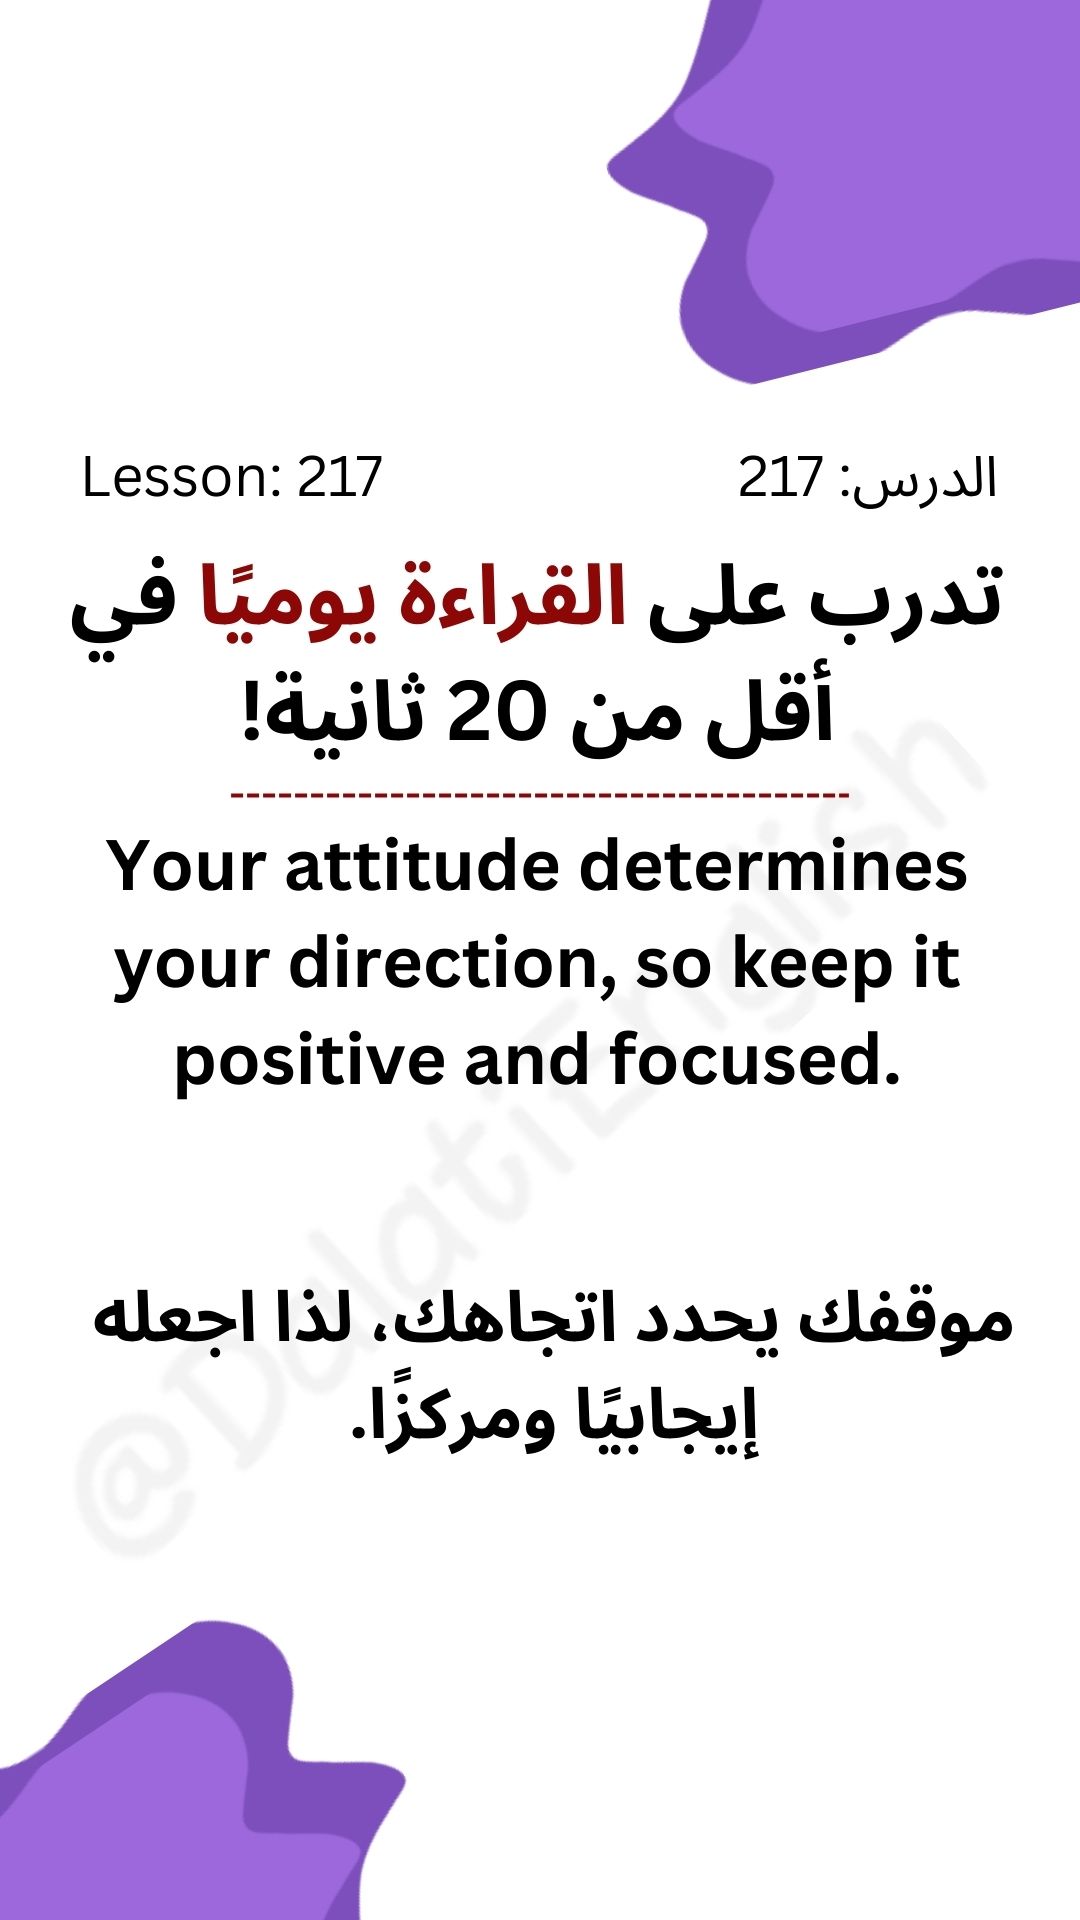 Lesson: 217
الدرس: 217
تدرب على القراءة يوميًا في
أقل من 20 ثانية!
---------------------------------------
Your attitude determines
your direction, so keep it
positive and focused.
موقفك يحدد اتجاهك، لذا اجعله
إيجابيًا ومركزًا.
@DalatiEnglish